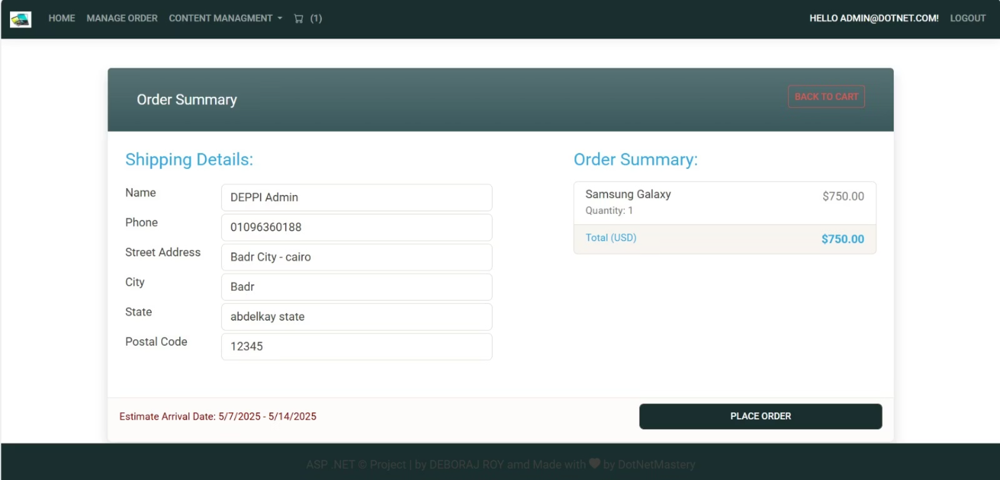 HOME MANAGE ORDER CONTENT MANAGMENT (1) HELLO ADMIN@DOTNET.COM! LOGOUT
Order Summary BACK TO CART
Shipping Details:
Name DEPPI Admin
Phone 01096360188
Street Address Badr City - cairo
City Badr
State abdelkay state
Postal Code 12345
Order Summary:
Samsung Galaxy $750.00
Quantity: 1
Total (USD) $750.00
Estimate Arrival Date: 5/7/2025 - 5/14/2025 PLACE ORDER
ASP .NET © Project | by DEBORAJ ROY amd Made with ♥ by DotNetMastery